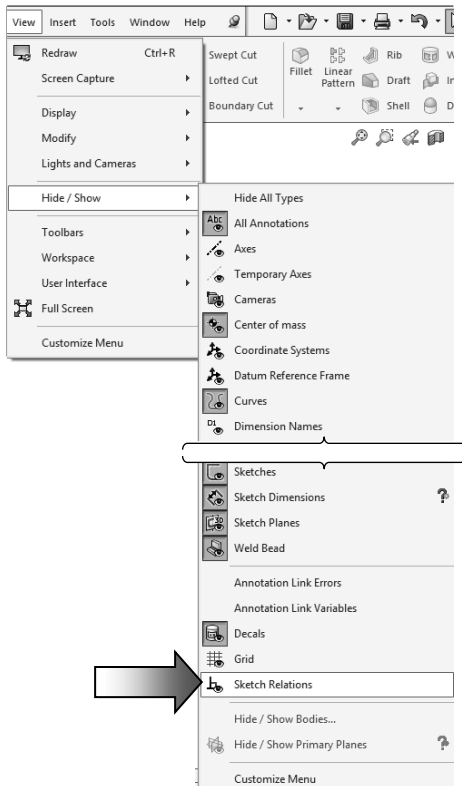 View Insert Tools Window Help
Redraw Ctrl+R
Screen Capture
Display
Modify
Lights and Cameras
Hide / Show
Toolbars
Workspace
User Interface
Full Screen
Customize Menu
Swept Cut
Lofted Cut
Boundary Cut
Fillet
Linear
Pattern
Rib
Draft
Shell
W
In
D
Hide All Types
Abc
All Annotations
Axes
Temporary Axes
Cameras
Center of mass
Coordinate Systems
Datum Reference Frame
Curves
D1
Dimension Names
Sketches
Sketch Dimensions
?
3D
Sketch Planes
Weld Bead
Annotation Link Errors
Annotation Link Variables
Decals
Grid
Sketch Relations
Hide / Show Bodies...
Hide / Show Primary Planes
?
Customize Menu